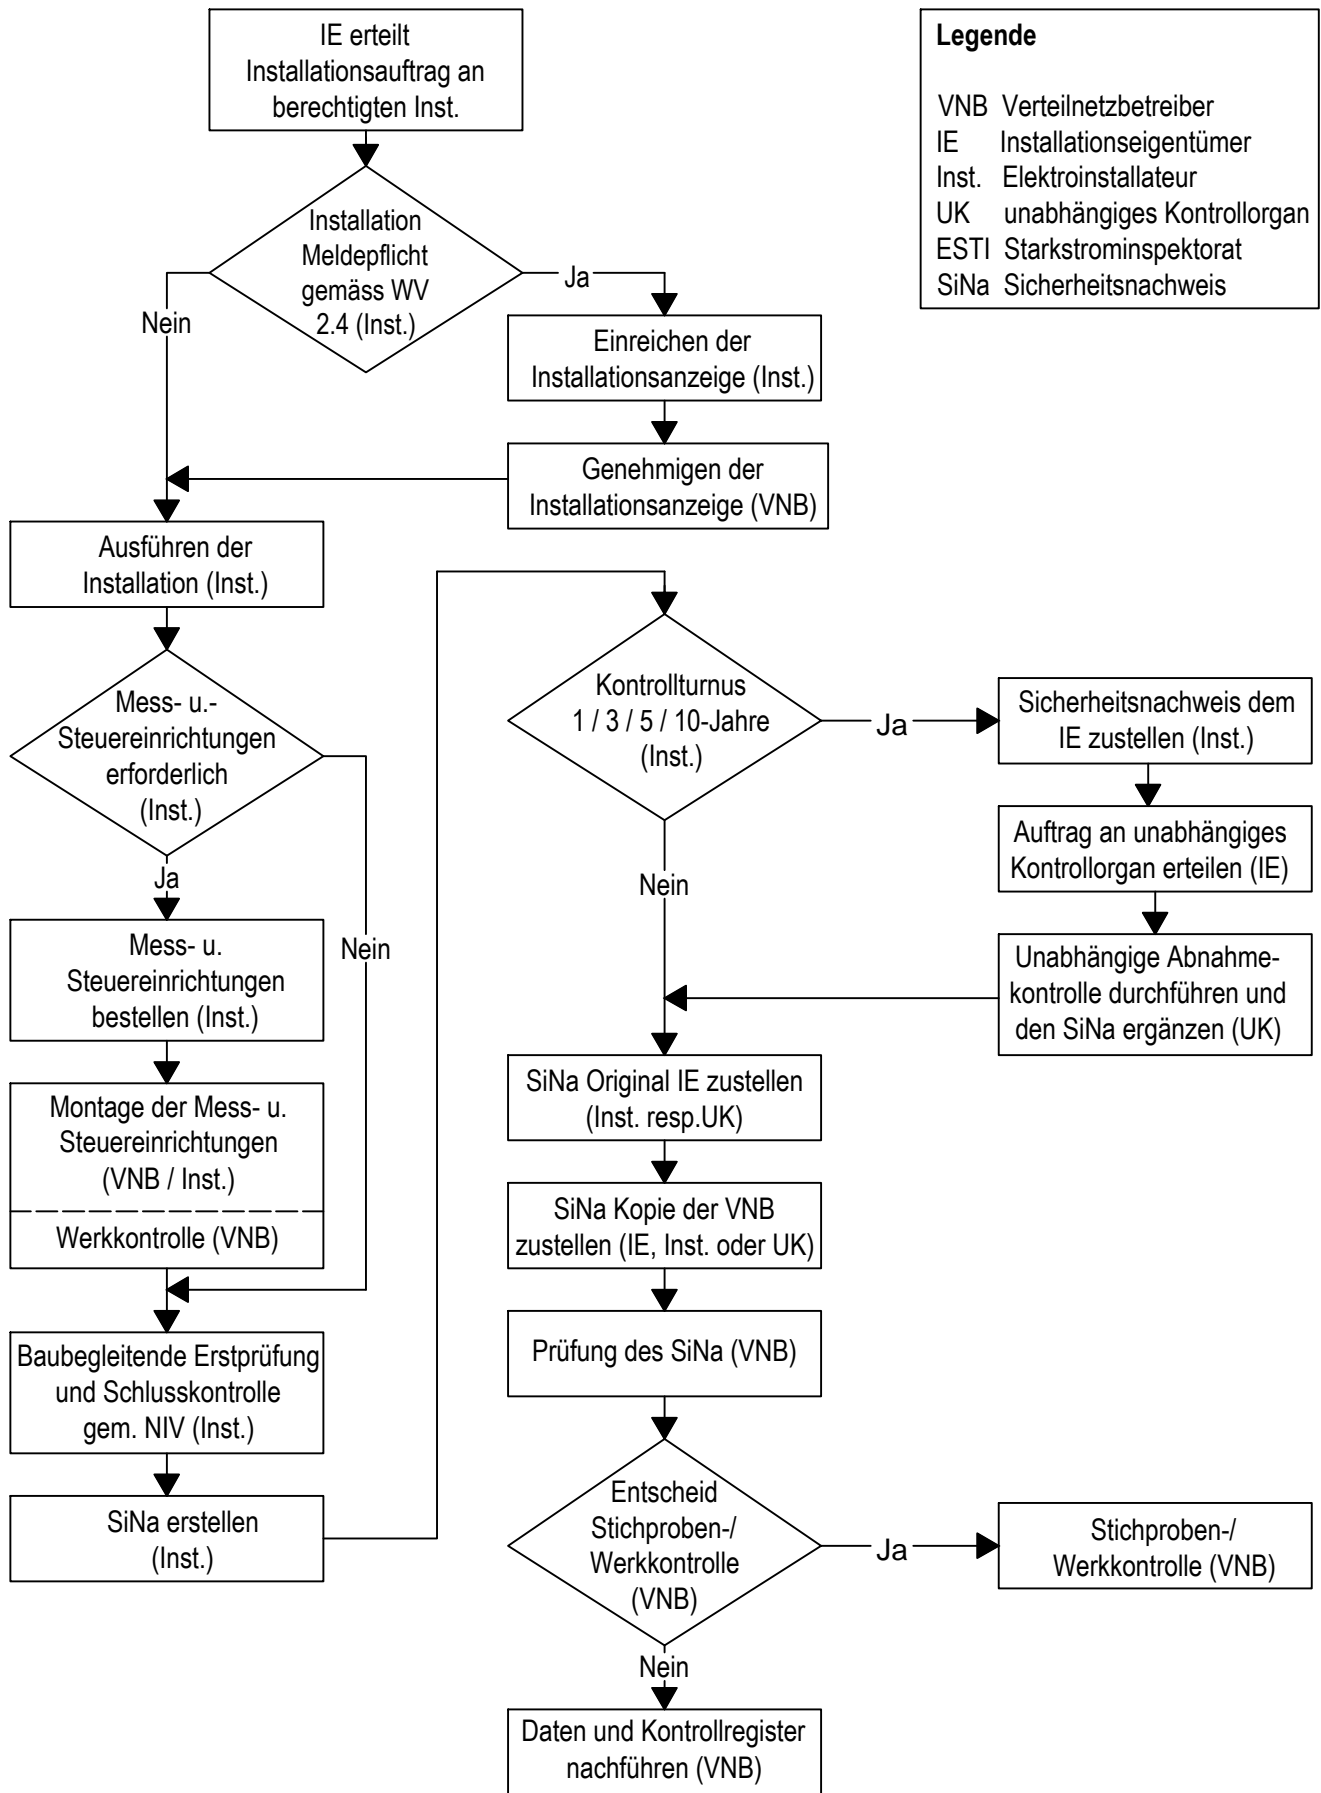 IE erteilt
Installationsauftrag an
berechtigten Inst.
Legende
VNB Verteilnetzbetreiber
IE Installationseigentümer
Inst. Elektroinstallateur
UK unabhängiges Kontrollorgan
ESTI Starkstrominspektorat
SiNa Sicherheitsnachweis
Installation
Meldepflicht
gemäss WV
2.4 (Inst.)
Ja
Nein
Einreichen der
Installationsanzeige (Inst.)
Genehmigen der
Installationsanzeige (VNB)
Ausführen der
Installation (Inst.)
Mess- u.-
Steuereinrichtungen
erforderlich
(Inst.)
Ja
Nein
Mess- u.
Steuereinrichtungen
bestellen (Inst.)
Montage der Mess- u.
Steuereinrichtungen
(VNB / Inst.)
Werkkontrolle (VNB)
Baubegleitende Erstprüfung
und Schlusskontrolle
gem. NIV (Inst.)
SiNa erstellen
(Inst.)
Kontrollturnus
1 / 3 / 5 / 10-Jahre
(Inst.)
Ja
Nein
Sicherheitsnachweis dem
IE zustellen (Inst.)
Auftrag an unabhängiges
Kontrollorgan erteilen (IE)
Unabhängige Abnahme-
kontrolle durchführen und
den SiNa ergänzen (UK)
SiNa Original IE zustellen
(Inst. resp.UK)
SiNa Kopie der VNB
zustellen (IE, Inst. oder UK)
Prüfung des SiNa (VNB)
Entscheid
Stichproben-/
Werkkontrolle
(VNB)
Ja
Stichproben-/
Werkkontrolle (VNB)
Nein
Daten und Kontrollregister
nachführen (VNB)